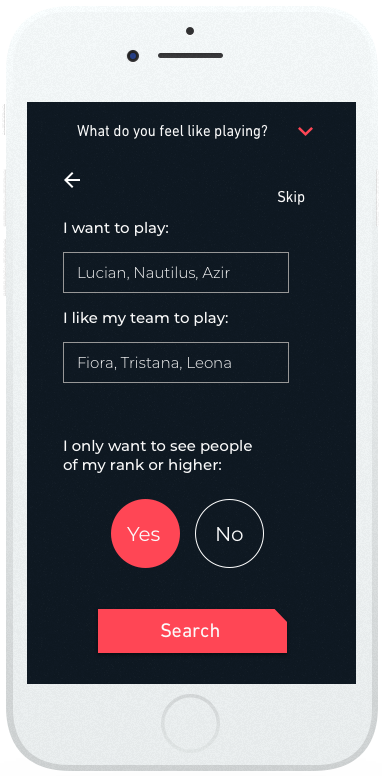 What do you feel like playing?
Skip
I want to play:
Lucian, Nautilus, Azir
I like my team to play:
Fiora, Tristana, Leona
I only want to see people
of my rank or higher:
Yes
No
Search